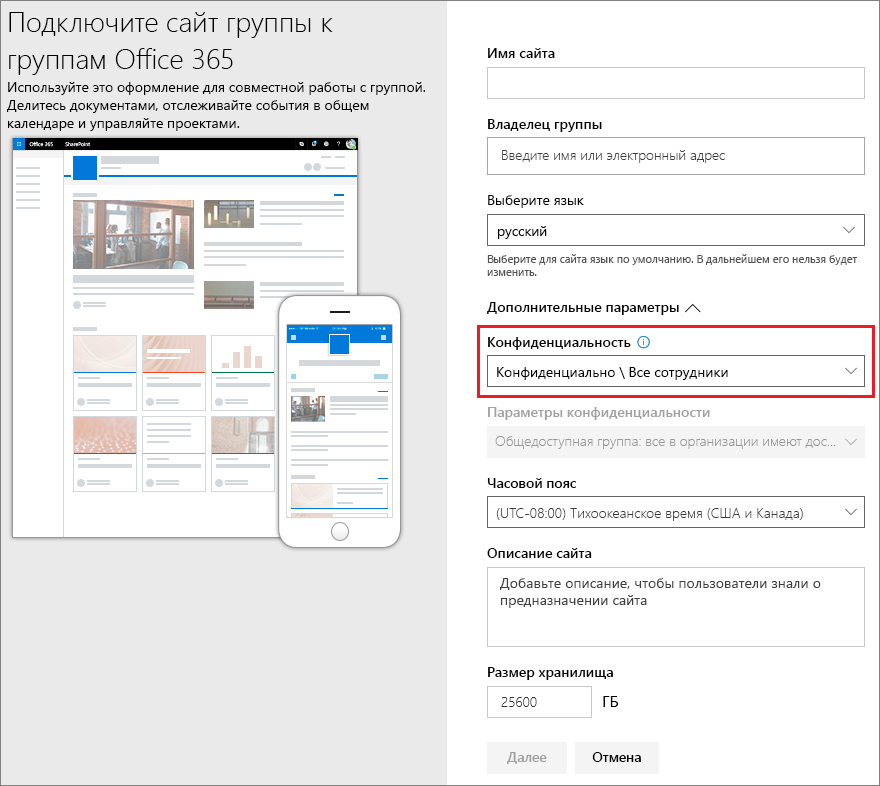 Подключите сайт группы к
группам Office 365
Используйте это оформление для совместной работы с группой.
Делитесь документами, отслеживайте события в общем
календаре и управляйте проектами.
Office 365 SharePoint
Имя сайта
Владелец группы
Введите имя или электронный адрес
Выберите язык
русский
Выберите для сайта язык по умолчанию. В дальнейшем его нельзя будет
изменить.
Дополнительные параметры
Конфиденциальность
Конфиденциально \ Все сотрудники
Параметры конфиденциальности
Общедоступная группа: все в организации имеют дос...
Часовой пояс
(UTC-08:00) Тихоокеанское время (США и Канада)
Описание сайта
Добавьте описание, чтобы пользователи знали о
предназначении сайта
Размер хранилища
25600 ГБ
Далее Отмена